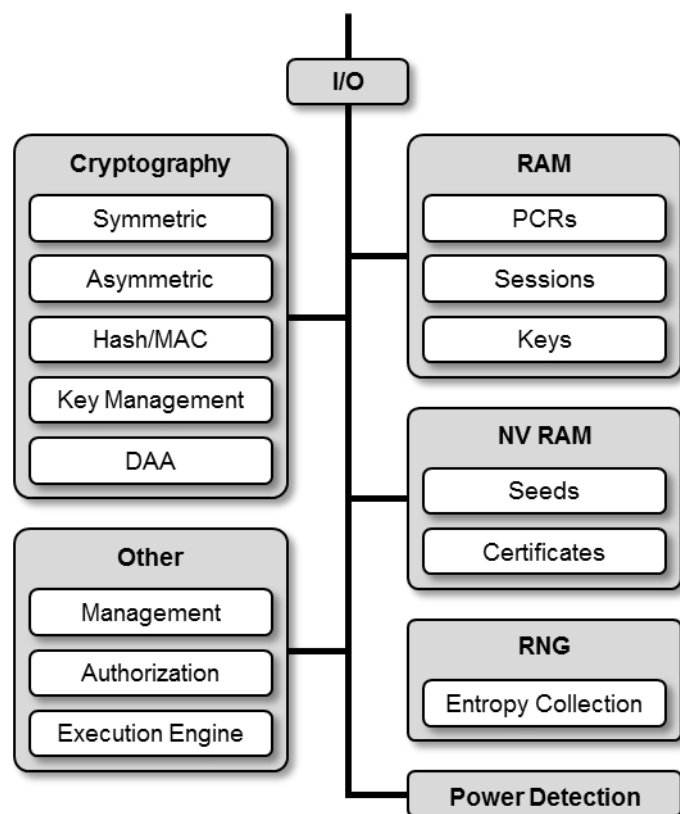 I/O
Cryptography
Symmetric
Asymmetric
Hash/MAC
Key Management
DAA
Other
Management
Authorization
Execution Engine
RAM
PCRs
Sessions
Keys
NV RAM
Seeds
Certificates
RNG
Entropy Collection
Power Detection